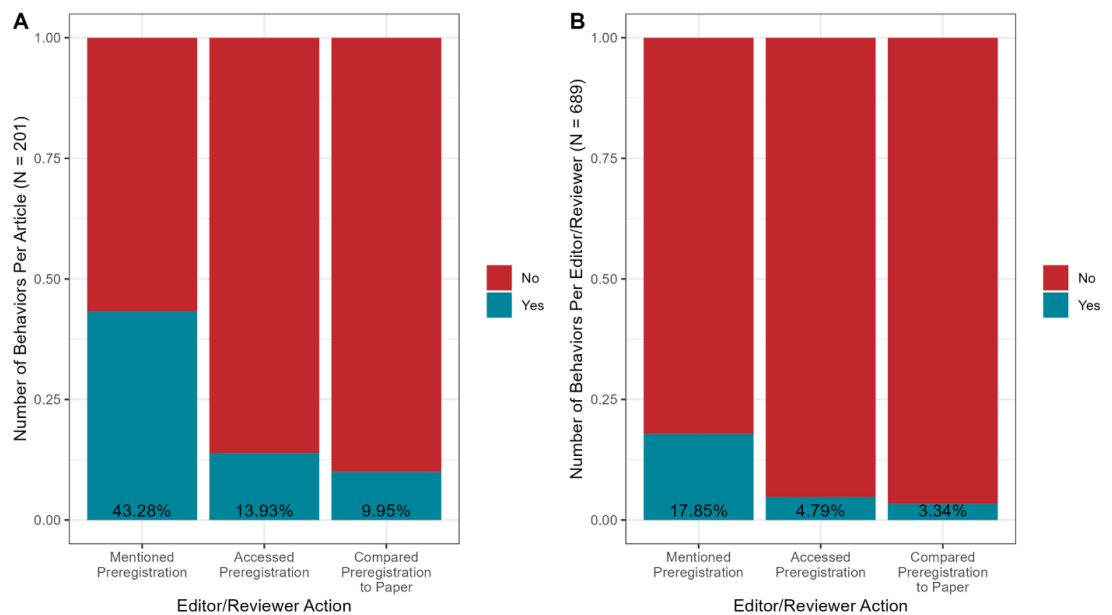 A
Number of Behaviors Per Article (N = 201)
1.00
0.75
0.50
0.25
0.00
43.28%
13.93%
9.95%
Mentioned
Preregistration
Accessed
Preregistration
Compared
Preregistration
to Paper
Editor/Reviewer Action
No
Yes
B
Number of Behaviors Per Editor/Reviewer (N = 689)
1.00
0.75
0.50
0.25
0.00
17.85%
4.79%
3.34%
Mentioned
Preregistration
Accessed
Preregistration
Compared
Preregistration
to Paper
Editor/Reviewer Action
No
Yes